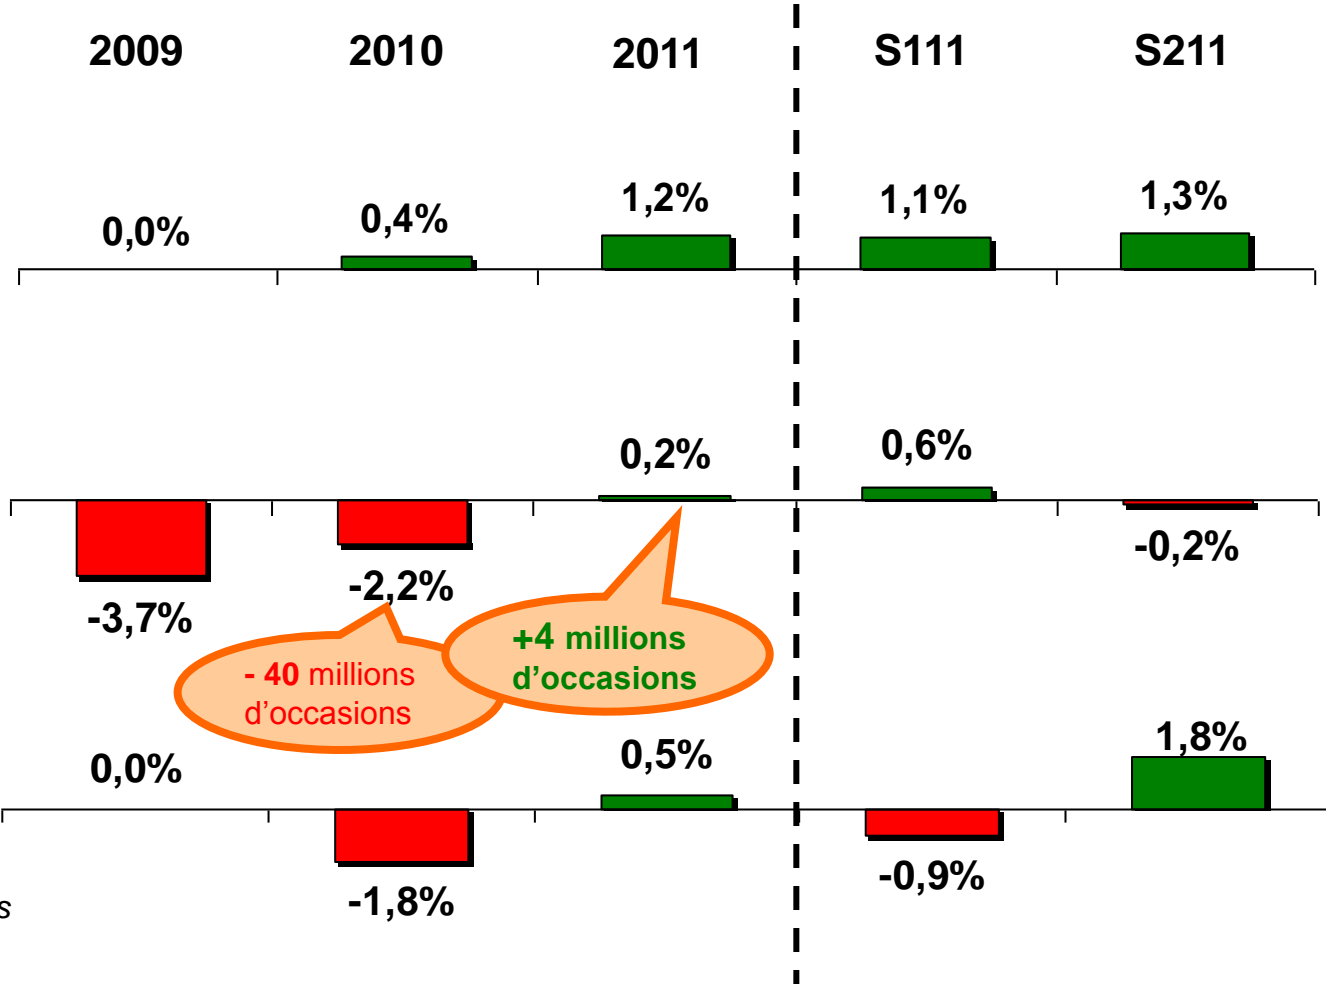 2009 2010 2011 S111 S211
0,0% 0,4% 1,2% 1,1% 1,3%
0,2% 0,6%
-3,7% -2,2% -0,2%
- 40 millions
d’occasions
+4 millions
d’occasions
0,0% 0,5% 1,8%
-1,8% -0,9%
s